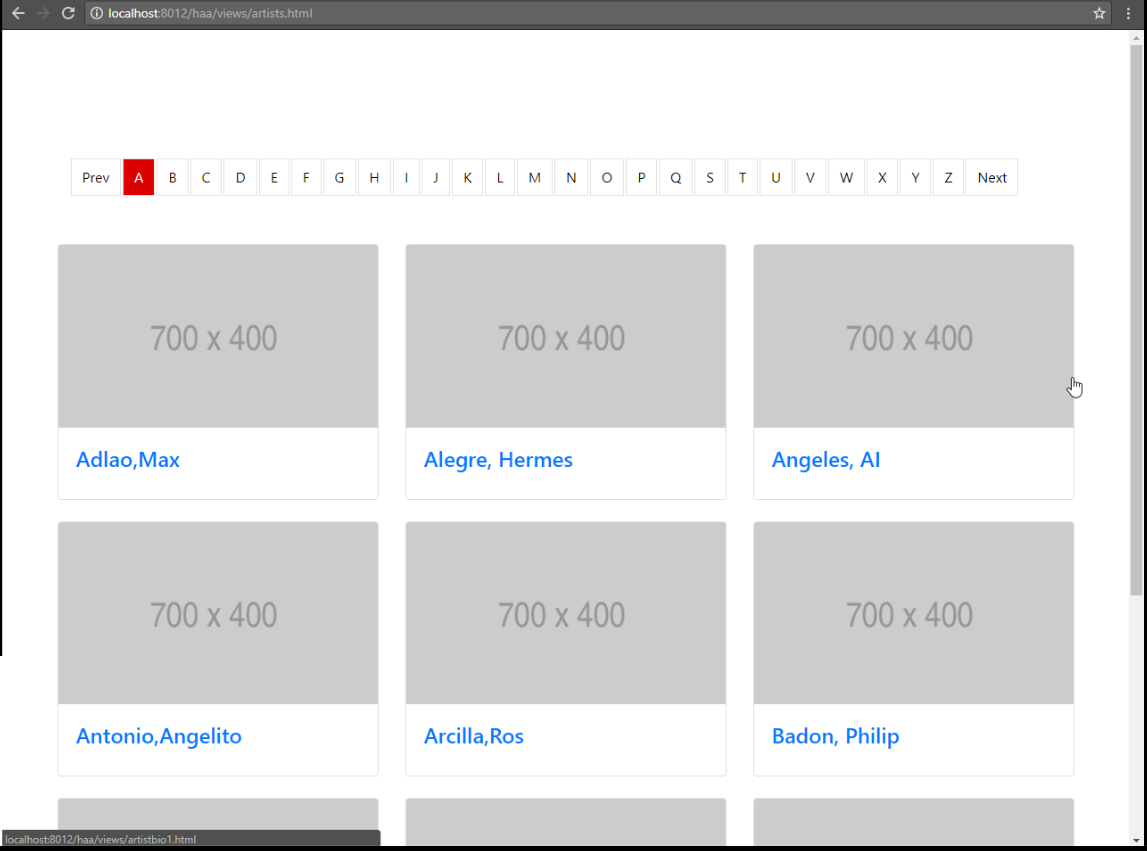 localhost:8012/haa/views/artists.html
Prev A B C D E F G H I J K L M N O P Q S T U V W X Y Z Next
700 x 400 700 x 400 700 x 400
Adlao,Max Alegre, Hermes Angeles, AI
700 x 400 700 x 400 700 x 400
Antonio,Angelito Arcilla,Ros Badon, Philip
localhost:8012/haa/views/artistbio1.html